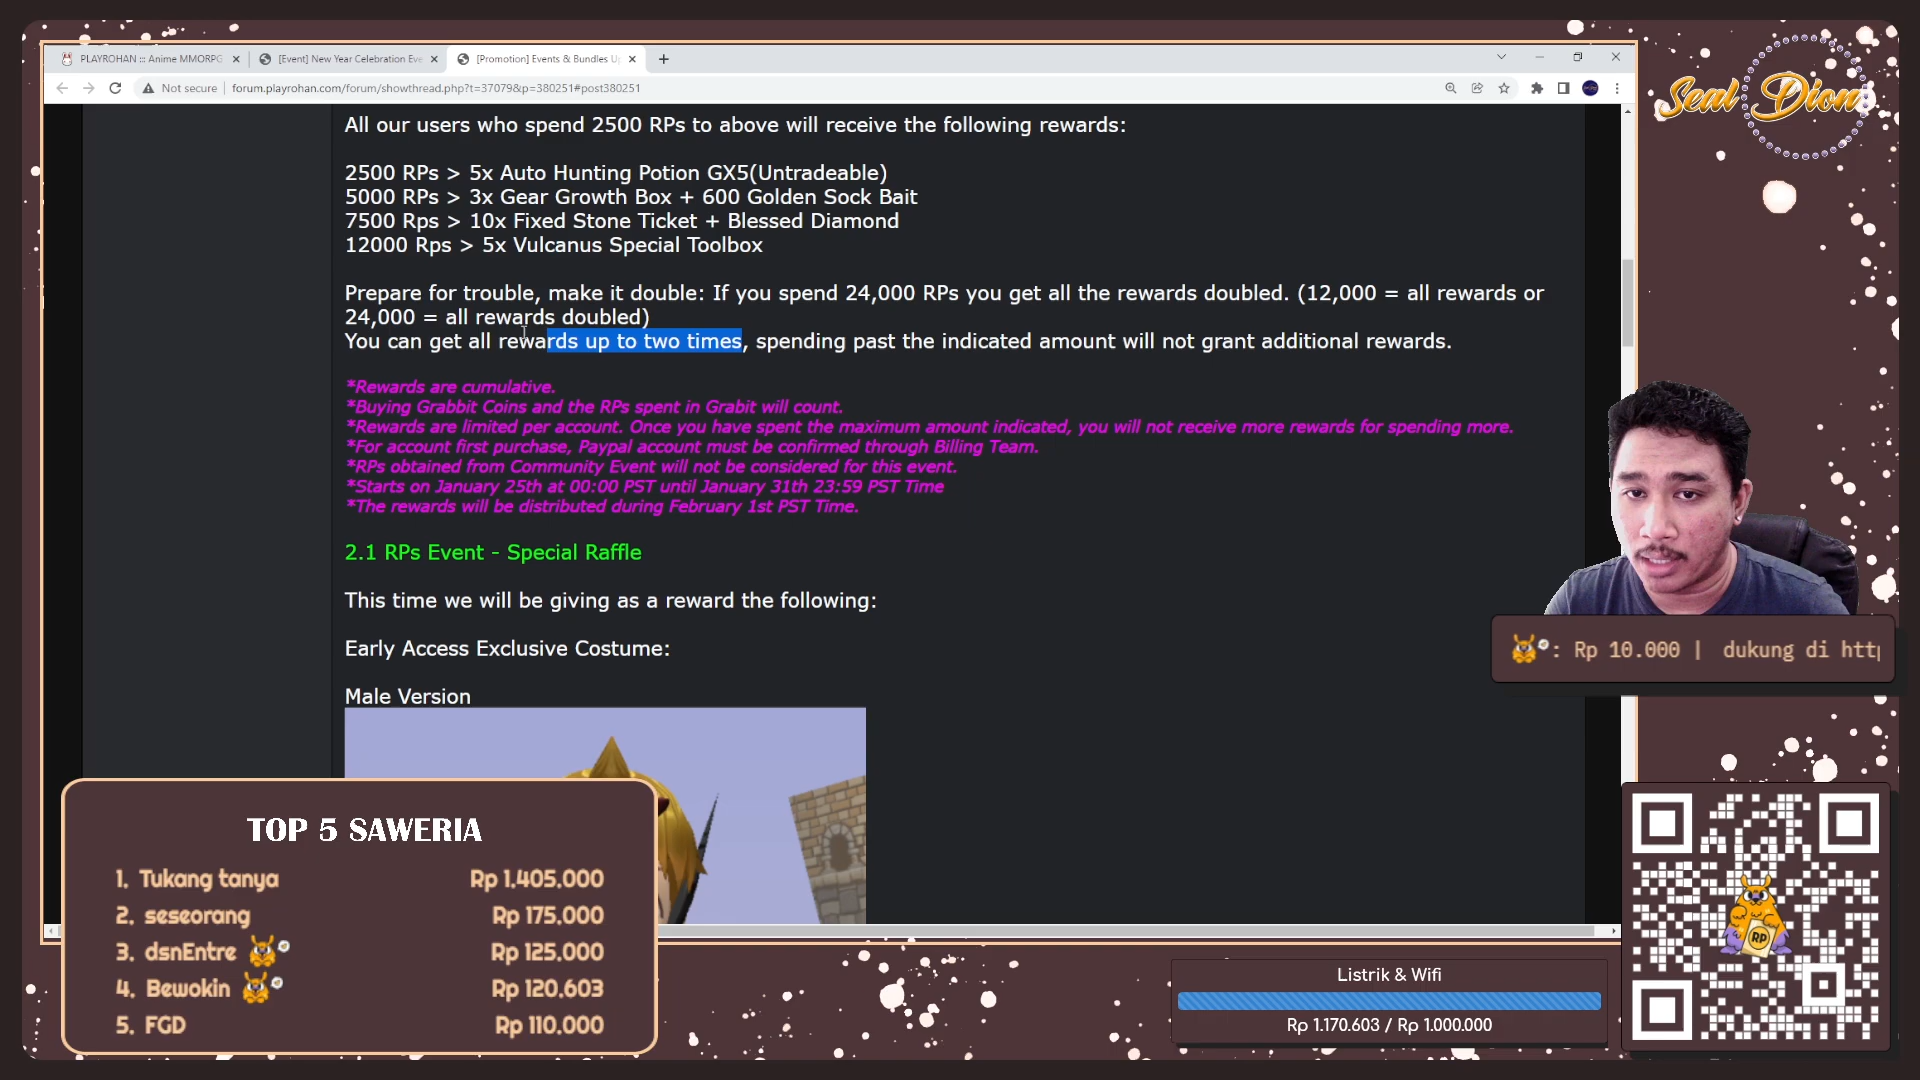 PLAYROHAN ::: Anime MMORPG
[Event] New Year Celebration Eve
[Promotion] Events & Bundles Up
Seal Dion
Not secure
forum.playrohan.com/forum/showthread.php?t=37079&p=380251#post380251
All our users who spend 2500 RPs to above will receive the following rewards:
2500 RPs > 5x Auto Hunting Potion GX5(Untradeable)
5000 RPs > 3x Gear Growth Box + 600 Golden Sock Bait
7500 Rps > 10x Fixed Stone Ticket + Blessed Diamond
12000 Rps > 5x Vulcanus Special Toolbox
Prepare for trouble, make it double: If you spend 24,000 RPs you get all the rewards doubled. (12,000 = all rewards or
24,000 = all rewards doubled)
You can get all rewards up to two times, spending past the indicated amount will not grant additional rewards.
*Rewards are cumulative.
*Buying Grabbit Coins and the RPs spent in Grabit will count.
*Rewards are limited per account. Once you have spent the maximum amount indicated, you will not receive more rewards for spending more.
*For account first purchase, Paypal account must be confirmed through Billing Team.
*RPs obtained from Community Event will not be considered for this event.
*Starts on January 25th at 00:00 PST until January 31th 23:59 PST Time
*The rewards will be distributed during February 1st PST Time.
2.1 RPs Event - Special Raffle
This time we will be giving as a reward the following:
Early Access Exclusive Costume:
Male Version
: Rp 10.000 | dukung di http
TOP 5 SAWERIA
1. Tukang tanya Rp 1.405.000
2. seseorang Rp 175.000
3. dsnEntre Rp 125.000
4. Bewokin Rp 120.603
5. FGD Rp 110.000
Listrik & Wifi
Rp 1.170.603 / Rp 1.000.000
RP